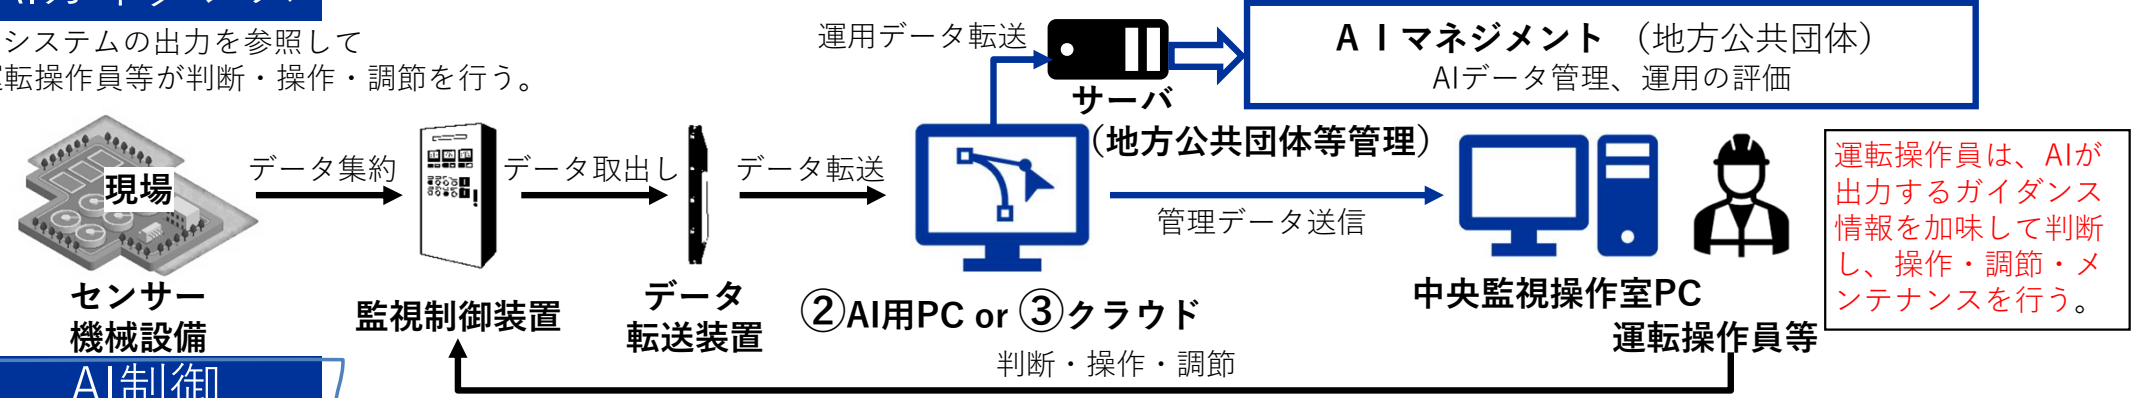 システムの出力を参照して
運転操作員等が判断・操作・調節を行う。
運用データ転送
サーバ
(地方公共団体等管理)
ＡＩマネジメント （地方公共団体）
AIデータ管理、運用の評価
現場
データ集約
データ取出し
データ転送
管理データ送信
センサー
機械設備
監視制御装置
データ
転送装置
②AI用PC or ③クラウド
中央監視操作室PC
運転操作員等
運転操作員は、AIが
出力するガイダンス
情報を加味して判断
し、操作・調節・メ
ンテナンスを行う。
判断・操作・調節
AI制御